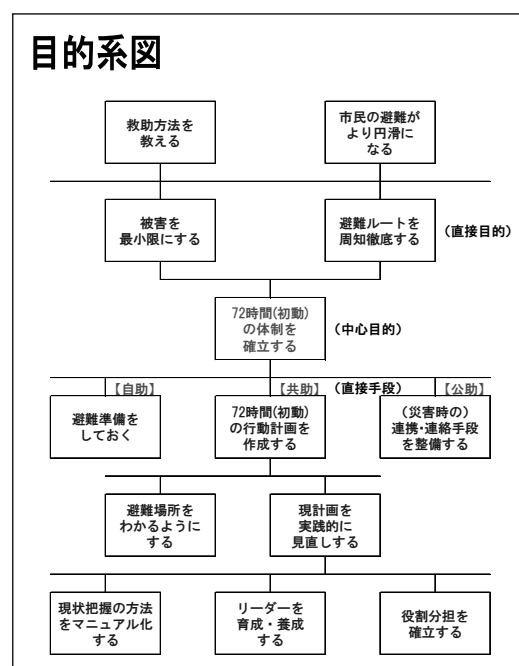 目的系図
救助方法を
教える
市民の避難が
より円滑に
なる
被害を
最小限にする
避難ルートを
周知徹底する
(直接目的)
72時間(初動)
の体制を
確立する
(中心目的)
【自助】
【共助】
(直接手段)
【公助】
避難準備を
しておく
72時間(初動)
の行動計画を
作成する
(災害時の)
連携・連絡手段
を整備する
避難場所を
わかるように
する
現計画を
実践的に
見直しする
現状把握の方法
をマニュアル化
する
リーダーを
育成・養成
する
役割分担を
確立する